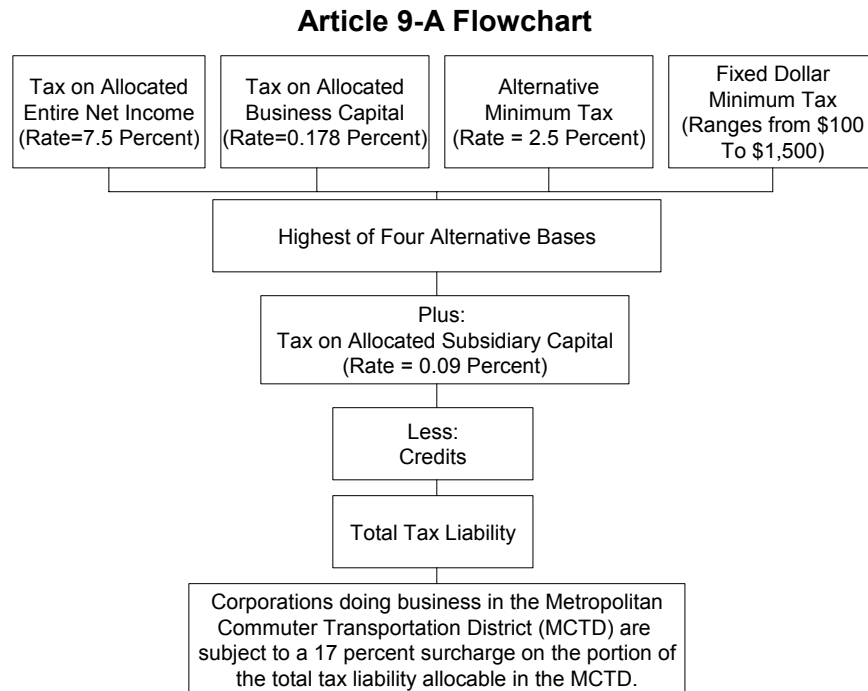 Article 9-A Flowchart
Tax on Allocated
Entire Net Income
(Rate=7.5 Percent)
Tax on Allocated
Business Capital
(Rate=0.178 Percent)
Alternative
Minimum Tax
(Rate = 2.5 Percent)
Fixed Dollar
Minimum Tax
(Ranges from $100
To $1,500)
Highest of Four Alternative Bases
Plus:
Tax on Allocated Subsidiary Capital
(Rate = 0.09 Percent)
Less:
Credits
Total Tax Liability
Corporations doing business in the Metropolitan
Commuter Transportation District (MCTD) are
subject to a 17 percent surcharge on the portion of
the total tax liability allocable in the MCTD.